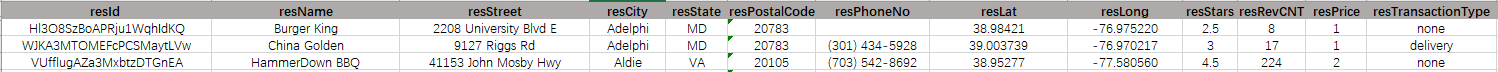 resId resName resStreet resCity resState resPostalCode resPhoneNo resLat resLong resStars resRevCNT resPrice resTransactionType
Hl3O8SzBoAPRju1WqhIdKQ Burger King 2208 University Blvd E Adelphi MD 20783 38.98421 -76.975220 2.5 8 1 none
WJKA3MTOMEFcPCSMaytLVw China Golden 9127 Riggs Rd Adelphi MD 20783 (301) 434-5928 39.003739 -76.970217 3 17 1 delivery
VUfflugAZa3MxbtzDTGnEA HammerDown BBQ 41153 John Mosby Hwy Aldie VA 20105 (703) 542-8692 38.95277 -77.580560 4.5 224 2 none